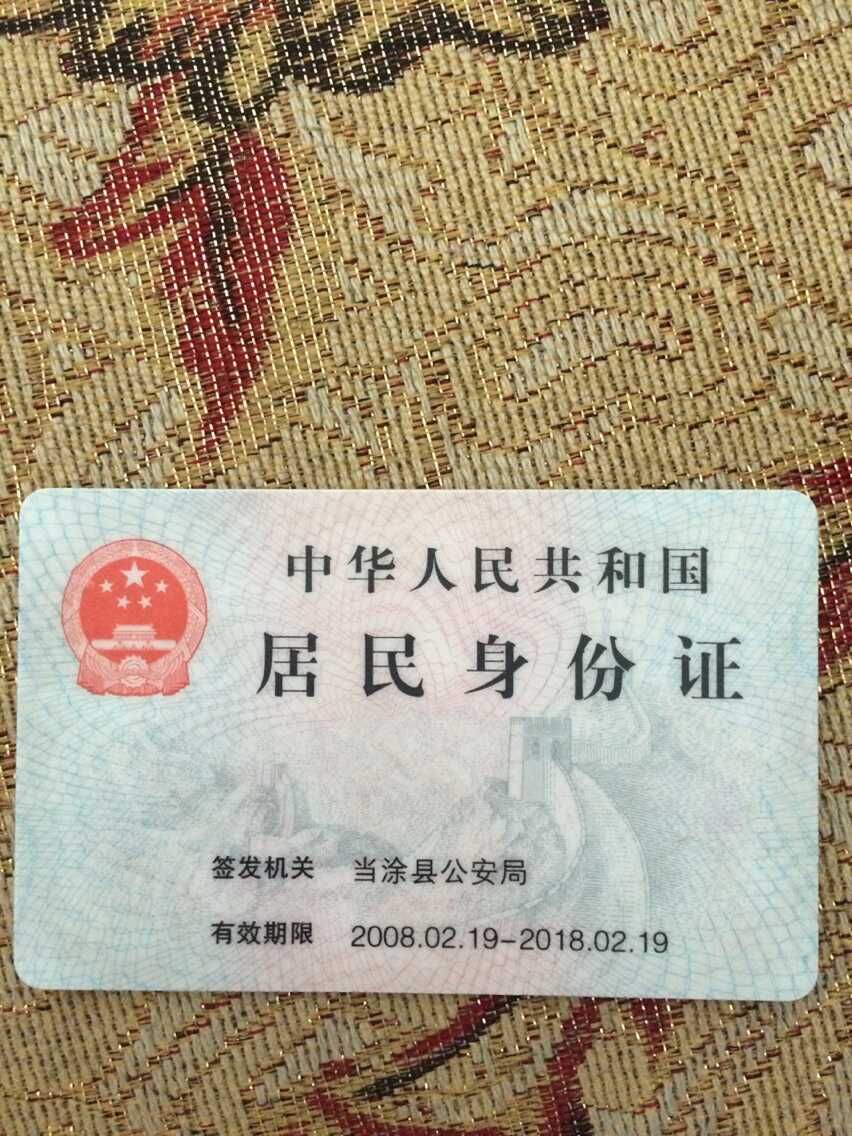 中华人民共和国
居民身份证
签发机关 当涂县公安局
有效期限 2008.02.19-2018.02.19